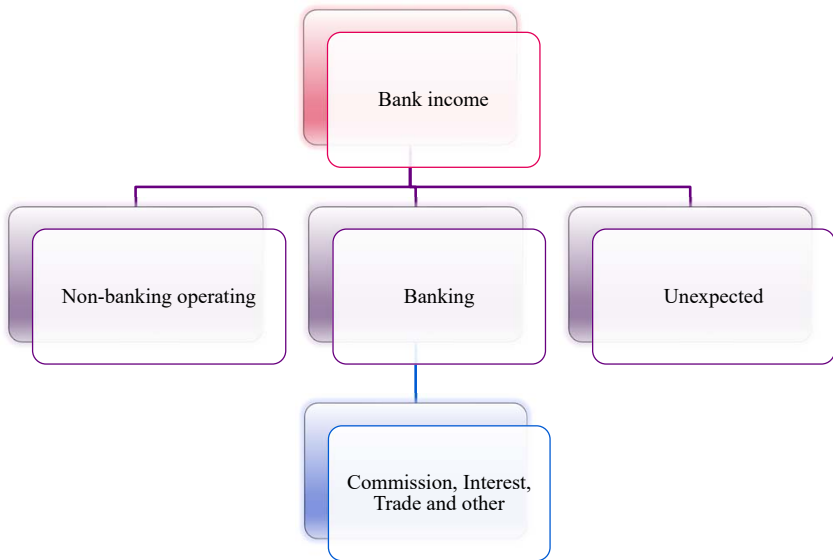 Bank income
Non-banking operating
Banking
Unexpected
Commission, Interest,
Trade and other